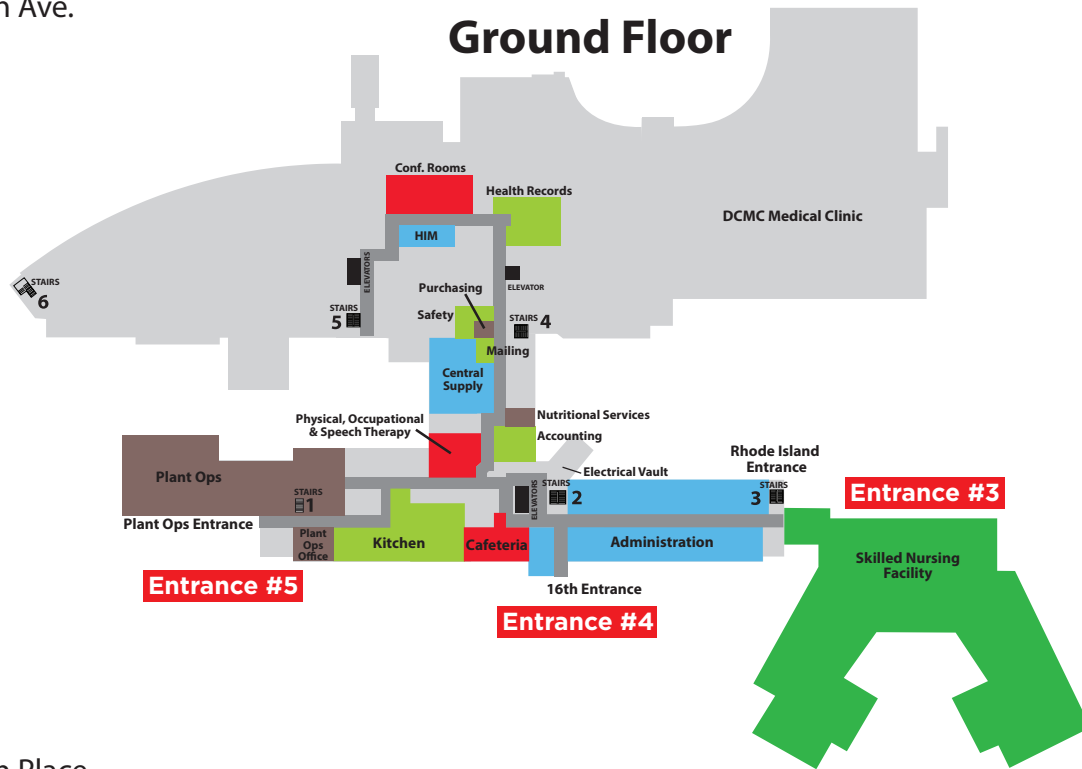 Ave.
Ground Floor
Conf. Rooms
Health Records
DCMC Medical Clinic
HIM
ELEVATORS
ELEVATOR
STAIRS
6
Purchasing
STAIRS
5
Safety
STAIRS 4
Mailing
Central
Supply
Physical, Occupational
& Speech Therapy
Nutritional Services
Accounting
Electrical Vault
Rhode Island
Entrance
Plant Ops
STAIRS
1
ELEVATORS
STAIRS
2
STAIRS
3
Entrance #3
Plant Ops Entrance
Plant
Ops
Office
Kitchen
Cafeteria
Administration
Skilled Nursing
Facility
Entrance #5
16th Entrance
Entrance #4
Place